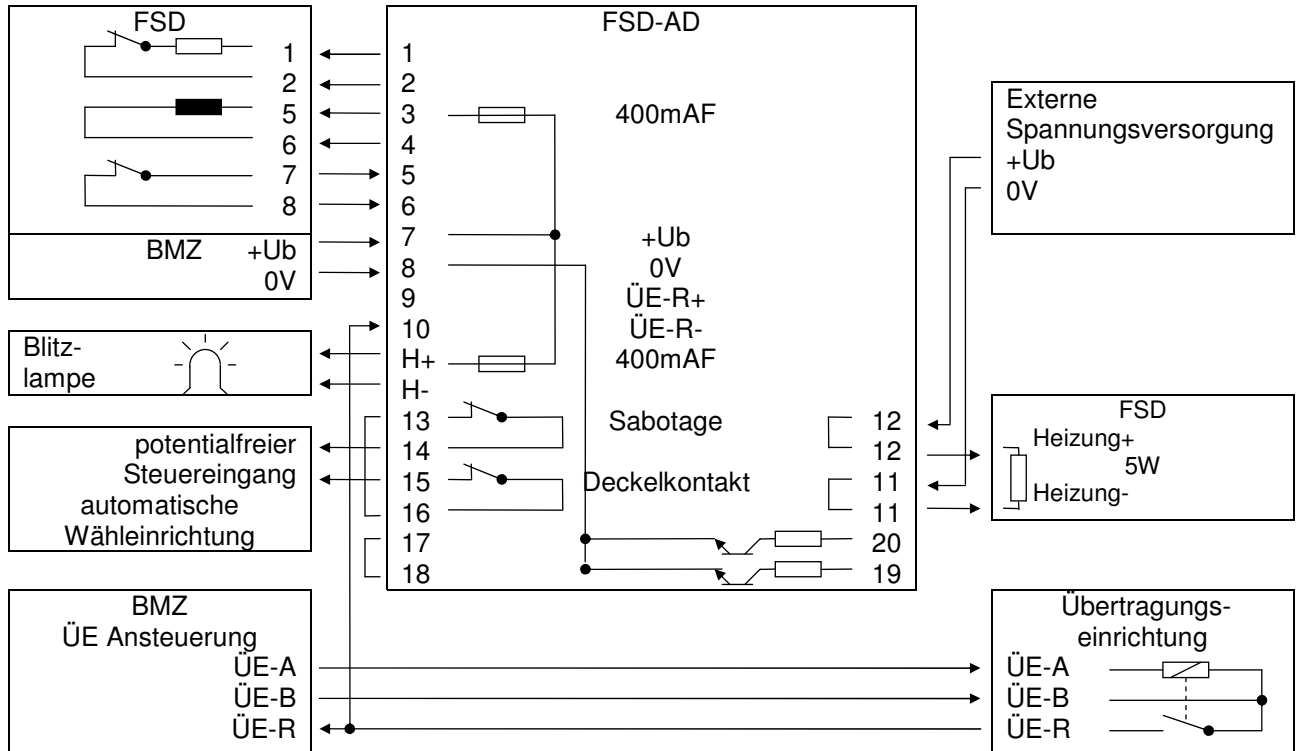 FSD
1
2
5
6
7
8
BMZ +Ub
0V
Blitz-
lampe
potentialfreier
Steuereingang
automatische
Wähleinrichtung
BMZ
ÜE Ansteuerung
ÜE-A
ÜE-B
ÜE-R
FSD-AD
1
2
3 400mAF
4
5
6
7 +Ub
8 0V
9 ÜE-R+
10 ÜE-R-
H+ 400mAF
H-
13 Sabotage 12
14 12
15 Deckelkontakt 11
16 11
17 20
18 19
Externe
Spannungsversorgung
+Ub
0V
FSD
Heizung+
5W
Heizung-
Übertragungs-
einrichtung
ÜE-A
ÜE-B
ÜE-R